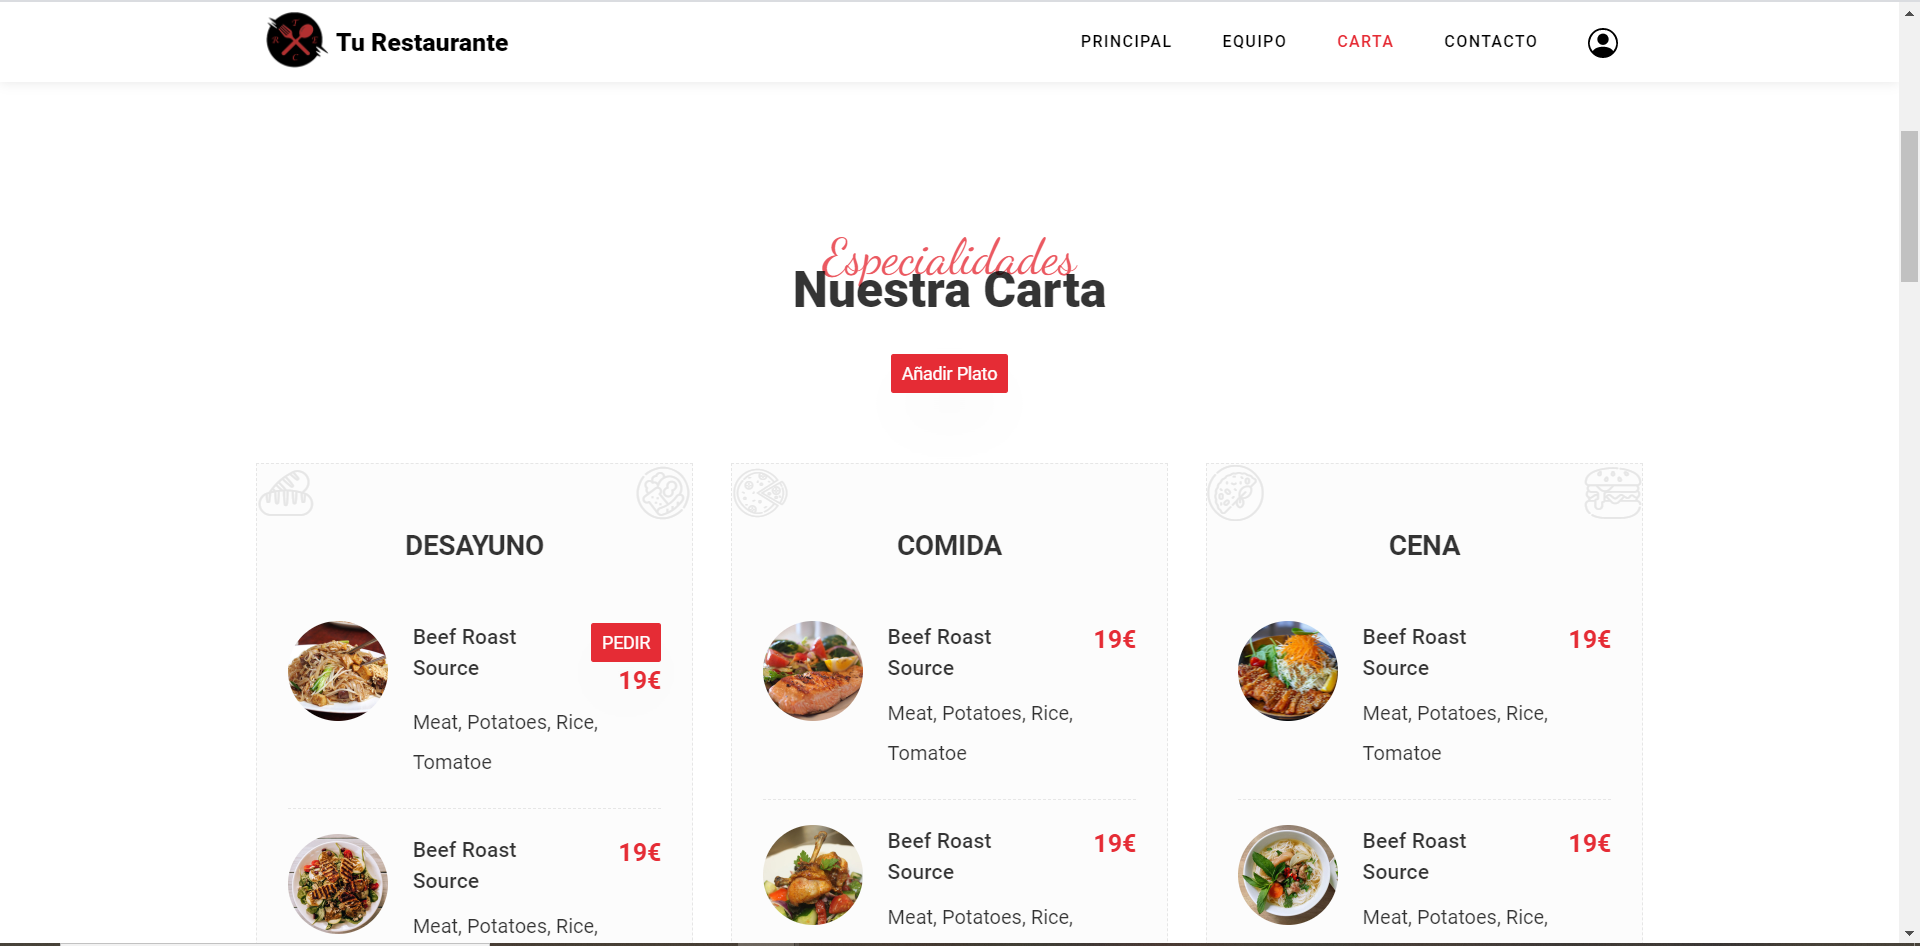 Tu Restaurante
PRINCIPAL
EQUIPO
CARTA
CONTACTO
Especialidades
Nuestra Carta
Añadir Plato
DESAYUNO
Beef Roast
Source
PEDIR
19€
Meat, Potatoes, Rice,
Tomatoe
Beef Roast
Source
19€
Meat, Potatoes, Rice,
COMIDA
Beef Roast
Source
19€
Meat, Potatoes, Rice,
Tomatoe
Beef Roast
Source
19€
Meat, Potatoes, Rice,
CENA
Beef Roast
Source
19€
Meat, Potatoes, Rice,
Tomatoe
Beef Roast
Source
19€
Meat, Potatoes, Rice,